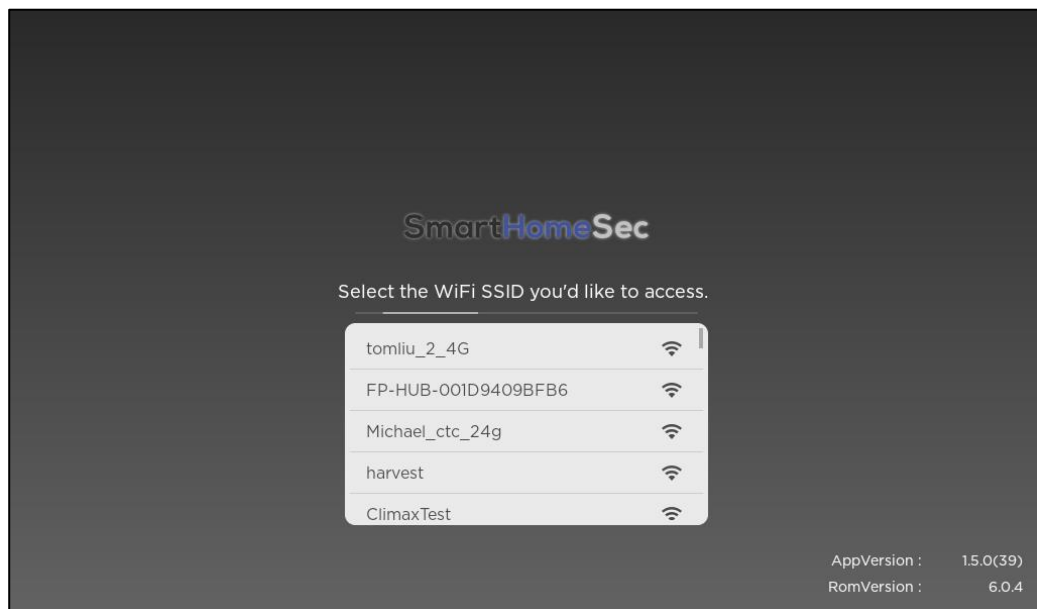 SmartHomeSec
Select the WiFi SSID you'd like to access.
tomliu_2_4G
FP-HUB-001D9409BFB6
Michael_ctc_24g
harvest
ClimaxTest
AppVersion : 1.5.0(39)
RomVersion : 6.0.4